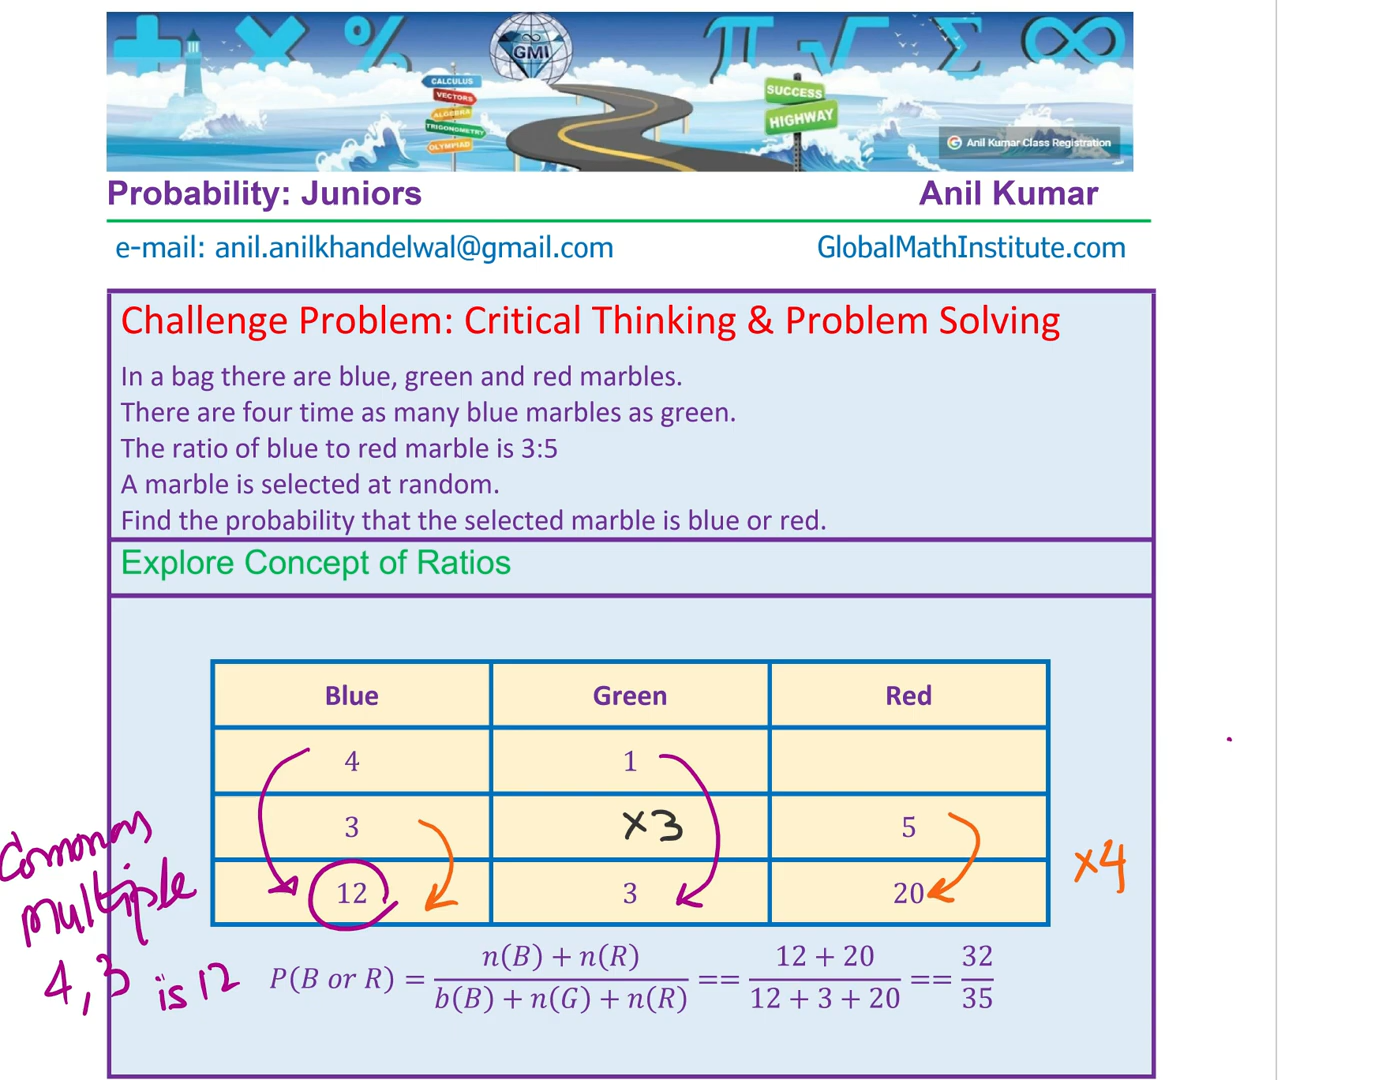 GMI
CALCULUS
VECTORS
ALGEBRA
TRIGONOMETRY
OLYMPIAD
SUCCESS
HIGHWAY
Anil Kumar Class Registration
Probability: Juniors Anil Kumar
e-mail: anil.anilkhandelwal@gmail.com GlobalMathInstitute.com
Challenge Problem: Critical Thinking & Problem Solving
In a bag there are blue, green and red marbles.
There are four time as many blue marbles as green.
The ratio of blue to red marble is 3:5
A marble is selected at random.
Find the probability that the selected marble is blue or red.
Explore Concept of Ratios
Blue Green Red
4 1
3 ×3 5
12 3 20
×4
Common
multiple
4, 3 is 12
P(B or R) = n(B) + n(R) / b(B) + n(G) + n(R) == 12 + 20 / 12 + 3 + 20 == 32 / 35